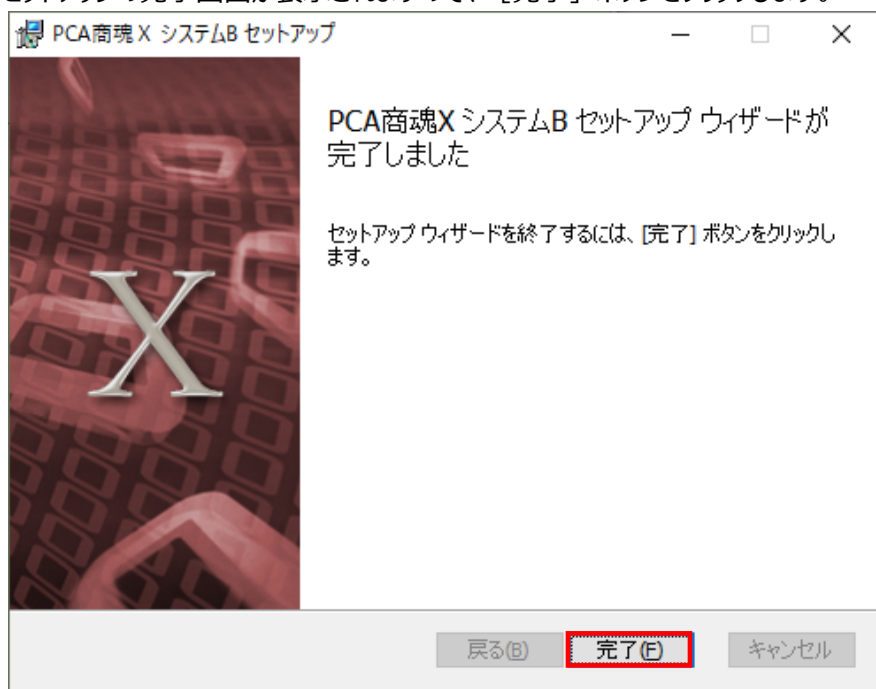 PCA商魂X システムB セットアップ
X
PCA商魂X システムB セットアップ ウィザードが
完了しました
セットアップ ウィザードを終了するには、[完了] ボタンをクリックし
ます。
戻る(B)
完了(F)
キャンセル